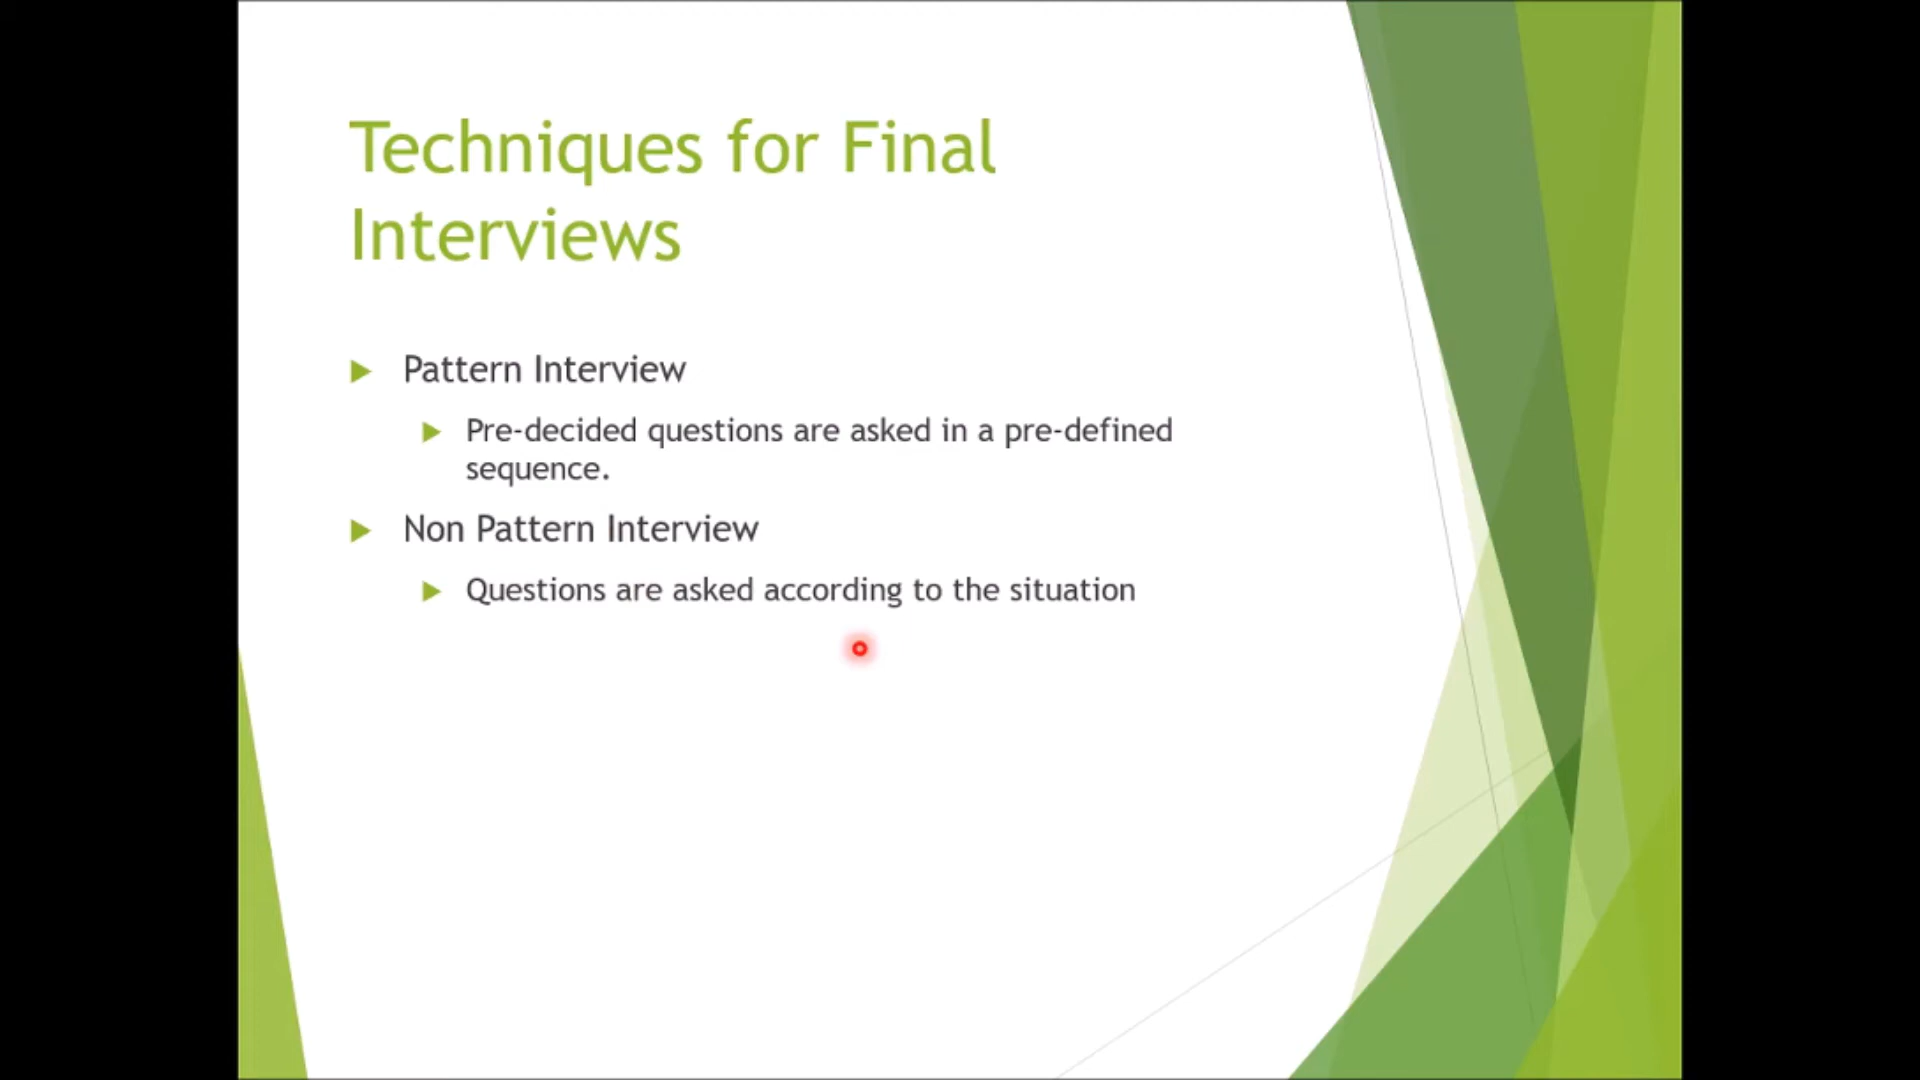 Techniques for Final
Interviews
Pattern Interview
Pre-decided questions are asked in a pre-defined
sequence.
Non Pattern Interview
Questions are asked according to the situation